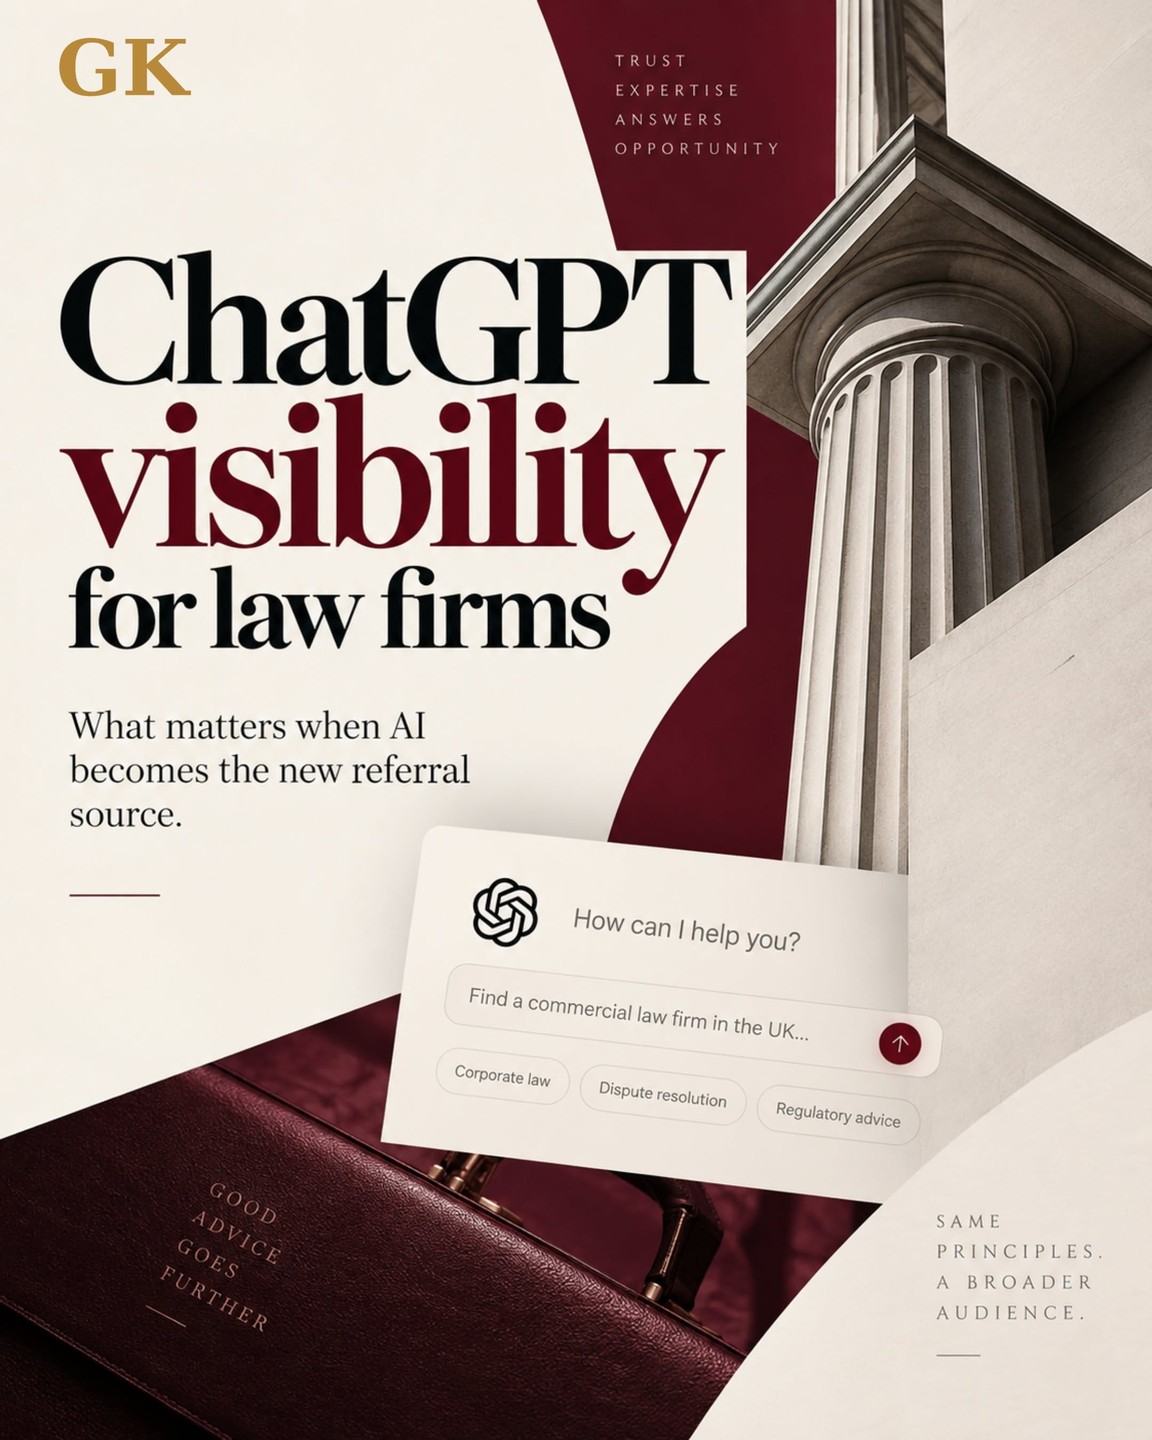 GK
TRUST
EXPERTISE
ANSWERS
OPPORTUNITY
ChatGPT
visibility
for law firms
What matters when AI
becomes the new referral
source.
How can I help you?
Find a commercial law firm in the UK...
Corporate law
Dispute resolution
Regulatory advice
GOOD
ADVICE
GOES
FURTHER
SAME
PRINCIPLES.
A BROADER
AUDIENCE.